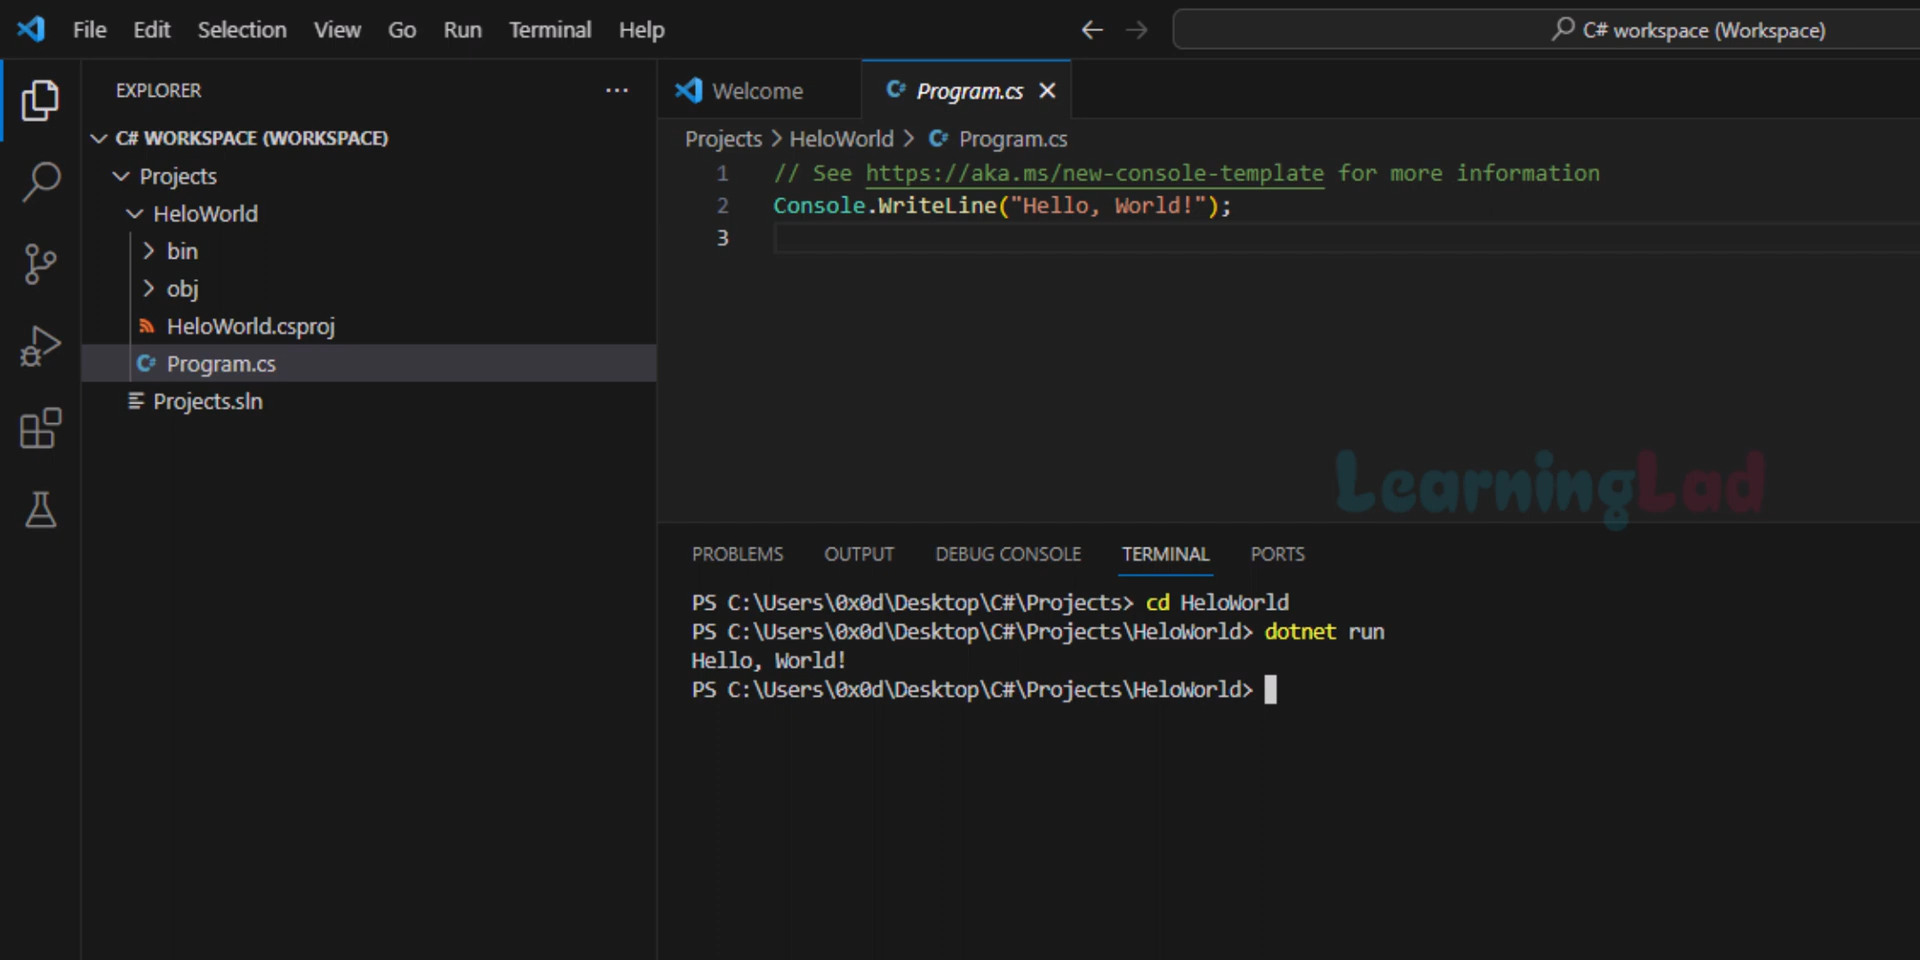 File Edit Selection View Go Run Terminal Help
C# workspace (Workspace)
EXPLORER
C# WORKSPACE (WORKSPACE)
Projects
HeloWorld
bin
obj
HeloWorld.csproj
Program.cs
Projects.sln
Welcome
Program.cs
Projects > HeloWorld > Program.cs
1 // See https://aka.ms/new-console-template for more information
2 Console.WriteLine("Hello, World!");
3
LearningLad
PROBLEMS OUTPUT DEBUG CONSOLE TERMINAL PORTS
PS C:\Users\0x0d\Desktop\C#\Projects> cd HeloWorld
PS C:\Users\0x0d\Desktop\C#\Projects\HeloWorld> dotnet run
Hello, World!
PS C:\Users\0x0d\Desktop\C#\Projects\HeloWorld>